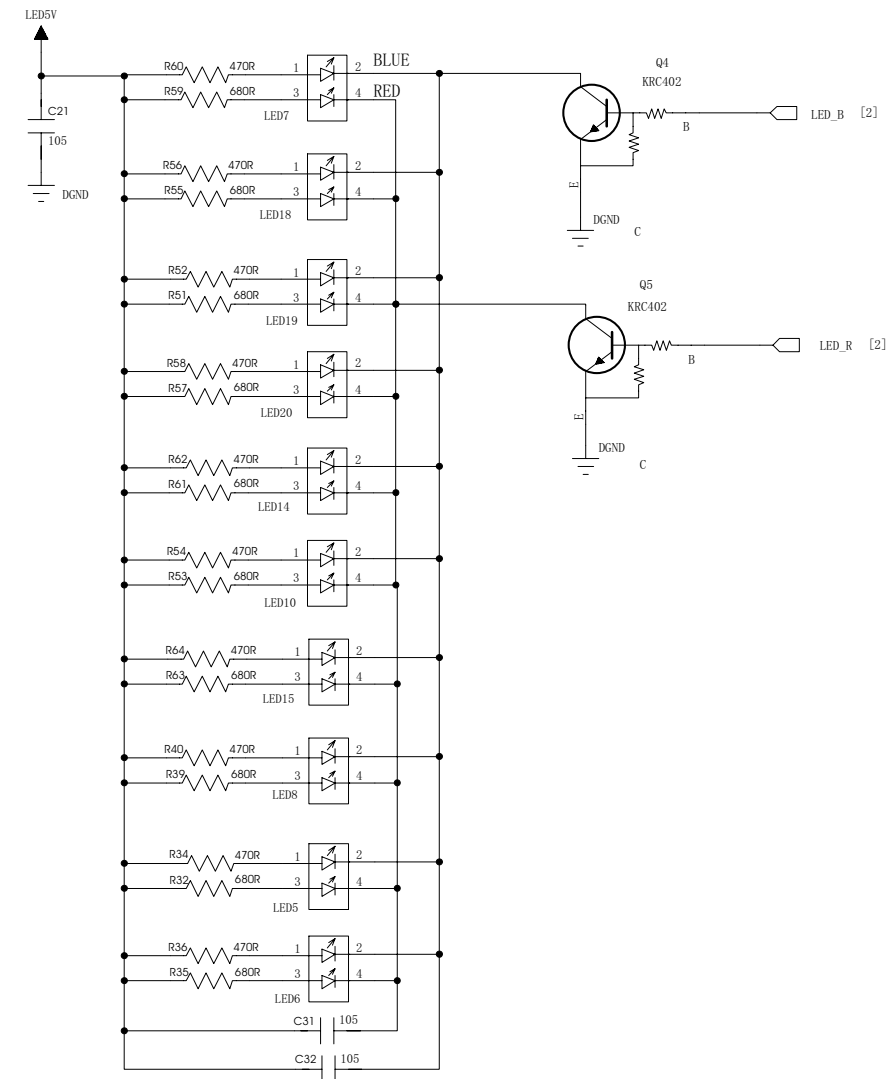 LED5V
C21
105
DGND
R60 470R 1 2 BLUE
R59 680R 3 4 RED
LED7
R56 470R 1 2
R55 680R 3 4
LED18
R52 470R 1 2
R51 680R 3 4
LED19
R58 470R 1 2
R57 680R 3 4
LED20
R62 470R 1 2
R61 680R 3 4
LED14
R54 470R 1 2
R53 680R 3 4
LED10
R64 470R 1 2
R63 680R 3 4
LED15
R40 470R 1 2
R39 680R 3 4
LED8
R34 470R 1 2
R32 680R 3 4
LED5
R36 470R 1 2
R35 680R 3 4
LED6
C31 105
C32 105
Q4
KRC402
B
LED_B [2]
E
DGND
C
Q5
KRC402
B
LED_R [2]
E
DGND
C